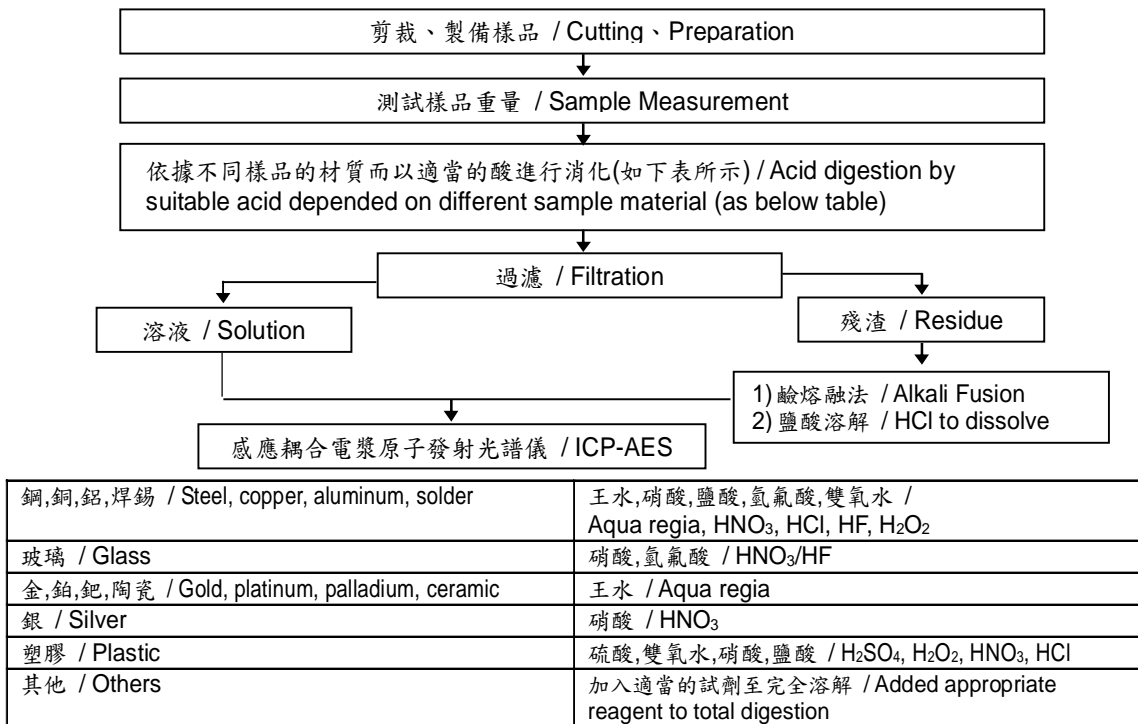 剪裁、製備樣品 / Cutting、Preparation
測試樣品重量 / Sample Measurement
依據不同樣品的材質而以適當的酸進行消化(如下表所示) / Acid digestion by
suitable acid depended on different sample material (as below table)
過濾 / Filtration
溶液 / Solution
殘渣 / Residue
1) 鹼熔融法 / Alkali Fusion
2) 鹽酸溶解 / HCl to dissolve
感應耦合電漿原子發射光譜儀 / ICP-AES
鋼,銅,鋁,焊錫 / Steel, copper, aluminum, solder
王水,硝酸,鹽酸,氫氟酸,雙氧水 /
Aqua regia, HNO₃, HCl, HF, H₂O₂
玻璃 / Glass
硝酸,氫氟酸 / HNO₃/HF
金,鉑,鈀,陶瓷 / Gold, platinum, palladium, ceramic
王水 / Aqua regia
銀 / Silver
硝酸 / HNO₃
塑膠 / Plastic
硫酸,雙氧水,硝酸,鹽酸 / H₂SO₄, H₂O₂, HNO₃, HCl
其他 / Others
加入適當的試劑至完全溶解 / Added appropriate
reagent to total digestion